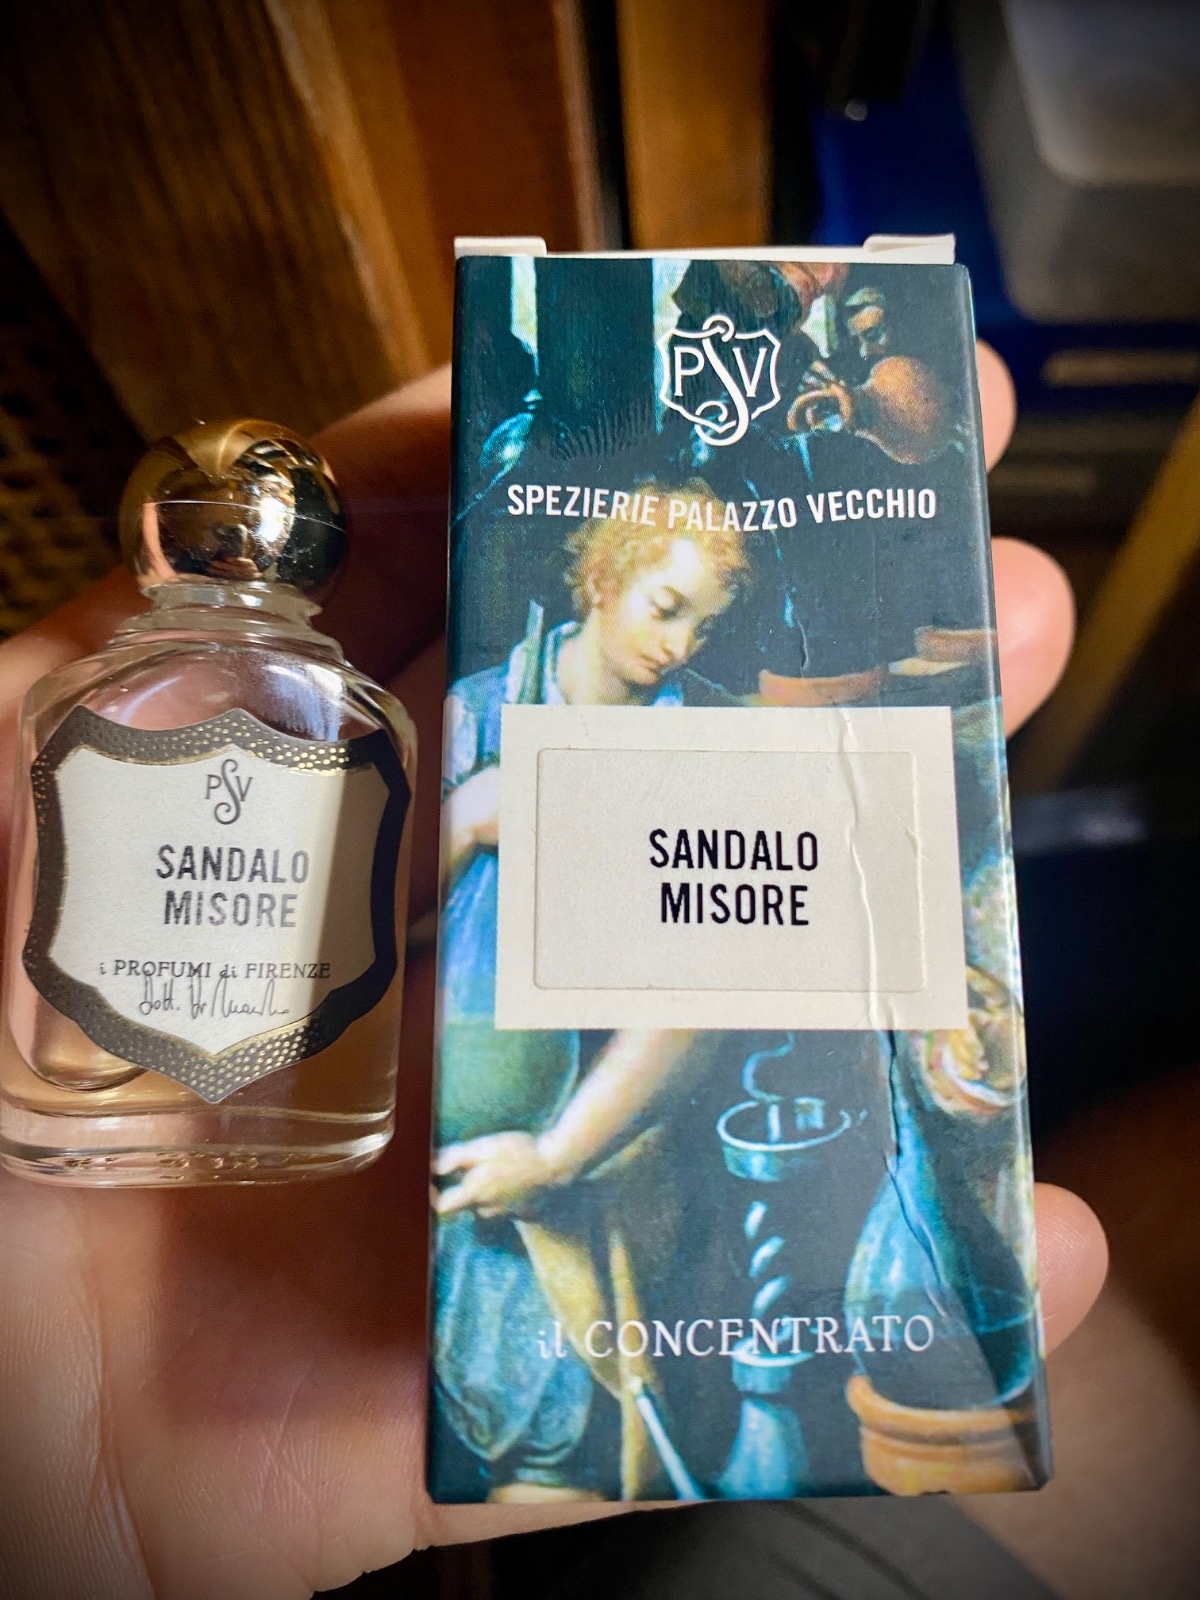 PSV
SANDALO
MISORE
i PROFUMI di FIRENZE
PSV
SPEZIERIE PALAZZO VECCHIO
SANDALO
MISORE
il CONCENTRATO